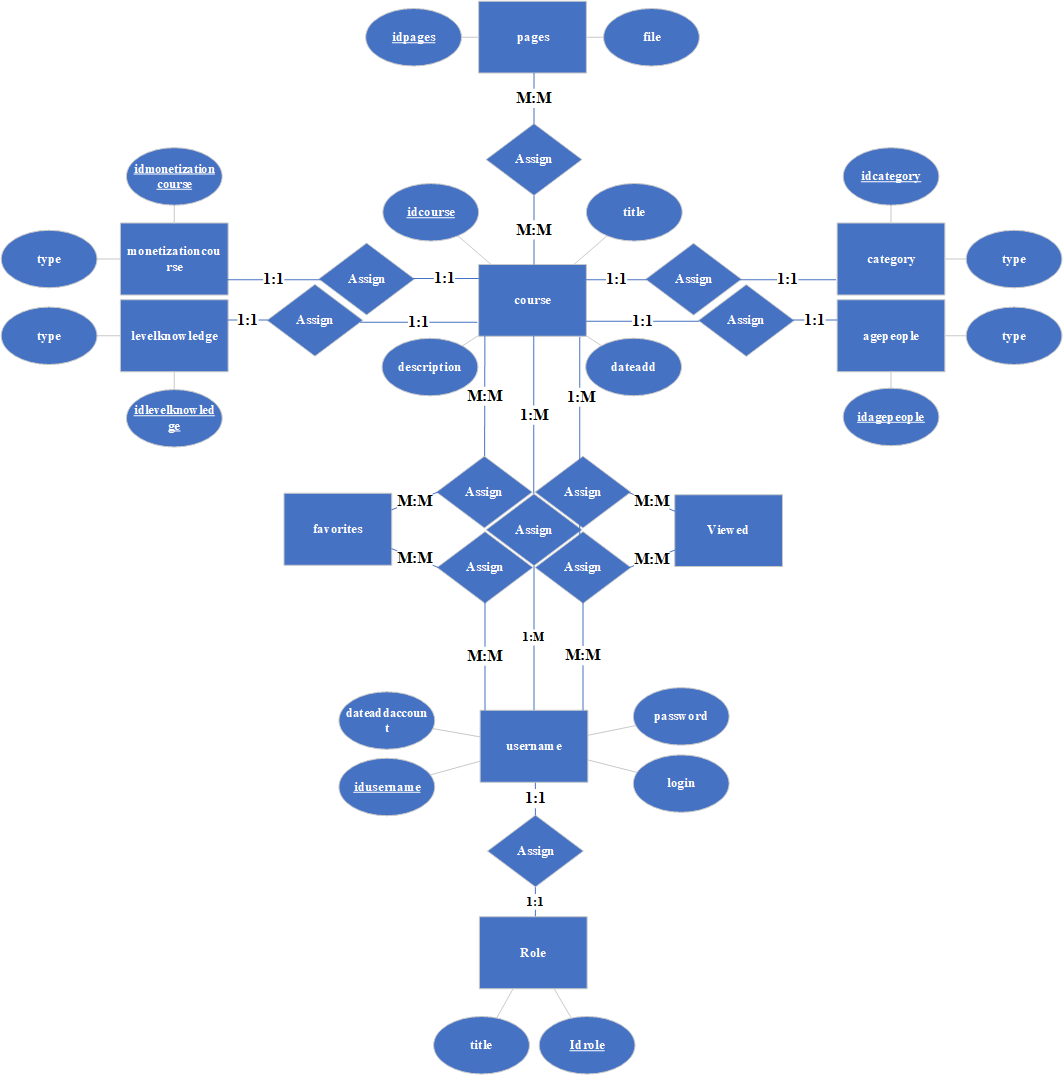 idpages
pages
file
M:M
Assign
idmonetization
course
idcategory
idcourse
M:M
title
type
monetizationcou
rse
1:1
Assign
1:1
course
1:1
Assign
1:1
category
type
type
levelknowledge
1:1
Assign
1:1
1:1
Assign
1:1
agepeople
type
description
dateadd
idlevelknowled
ge
M:M
1:M
1:M
idagepeople
favorites
M:M
Assign
Assign
M:M
Viewed
Assign
M:M
Assign
Assign
M:M
M:M
1:M
M:M
dateaddaccoun
t
username
password
idusername
login
1:1
Assign
1:1
Role
title
Idrole